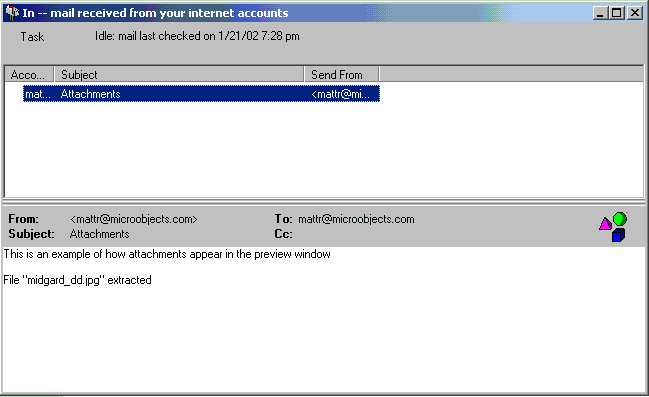 In -- mail received from your internet accounts
Task Idle: mail last checked on 1/21/02 7:28 pm
Acco... Subject Send From
mat... Attachments <mattr@mi...
From: <mattr@microobjects.com> To: mattr@microobjects.com
Subject: Attachments Cc:
This is an example of how attachments appear in the preview window
File "midgard_dd.jpg" extracted